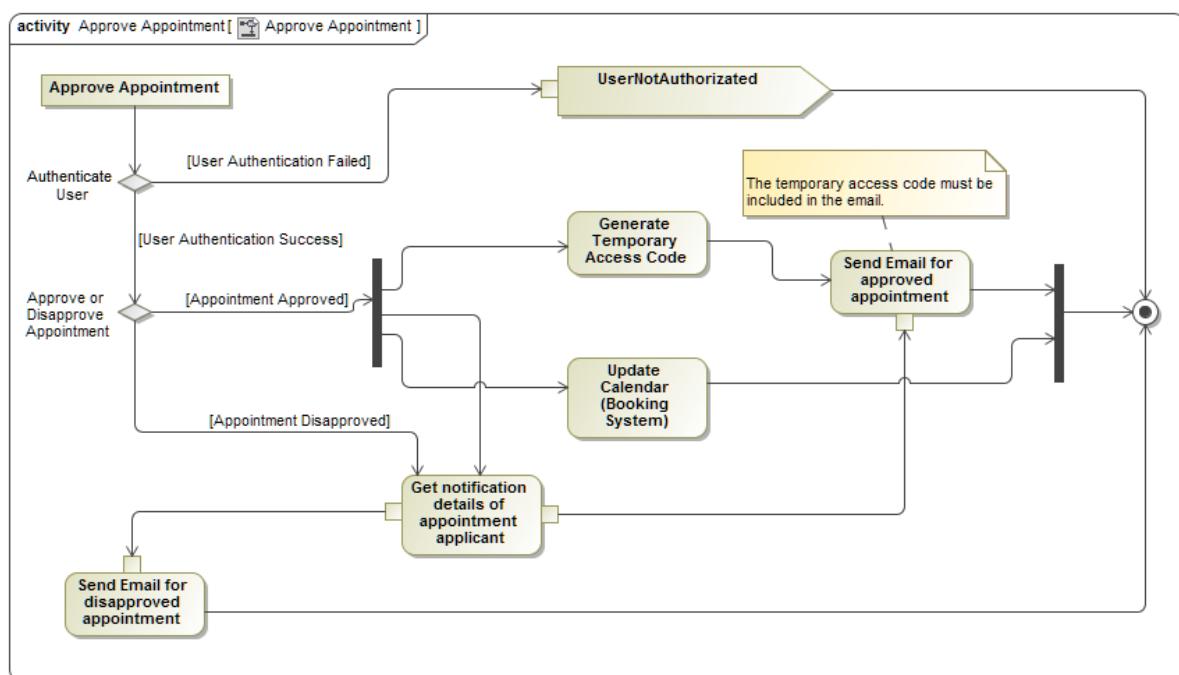 activity Approve Appointment[ Approve Appointment ]
Approve Appointment
UserNotAuthorizated
[User Authentication Failed]
Authenticate
User
The temporary access code must be
included in the email.
[User Authentication Success]
Generate
Temporary
Access Code
Send Email for
approved
appointment
Approve or
Disapprove
Appointment
[Appointment Approved]
Update
Calendar
(Booking
System)
[Appointment Disapproved]
Get notification
details of
appointment
applicant
Send Email for
disapproved
appointment